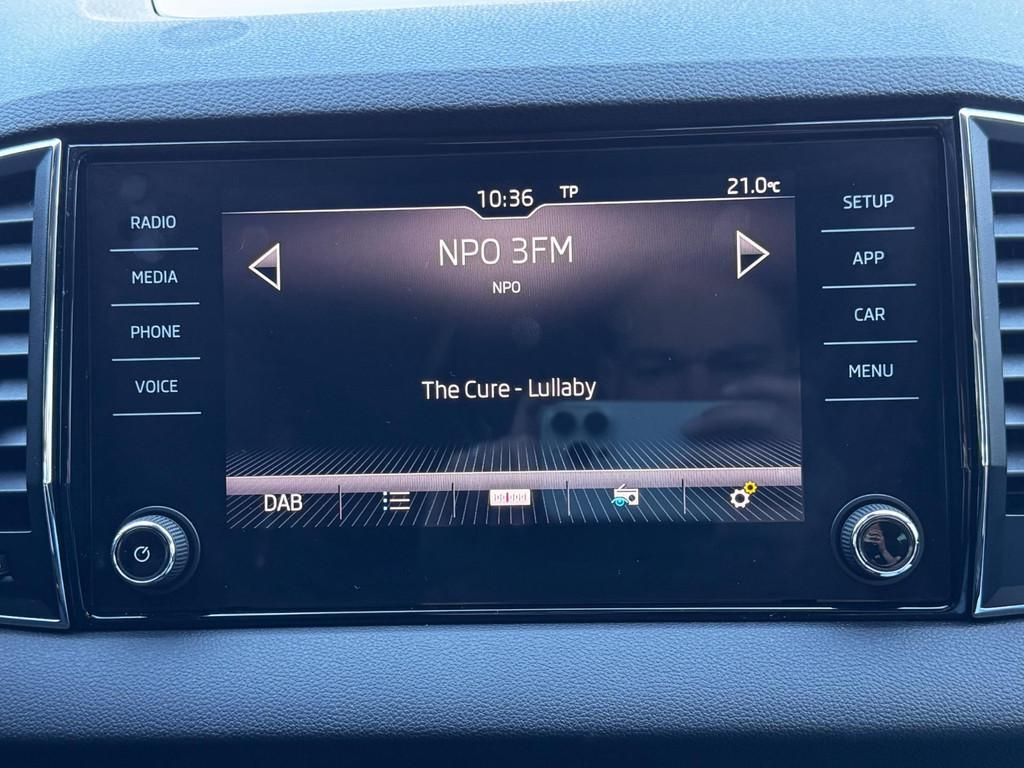 10:36 TP 21.0°C
RADIO
MEDIA
PHONE
VOICE
NPO 3FM
NPO
The Cure - Lullaby
DAB
SETUP
APP
CAR
MENU